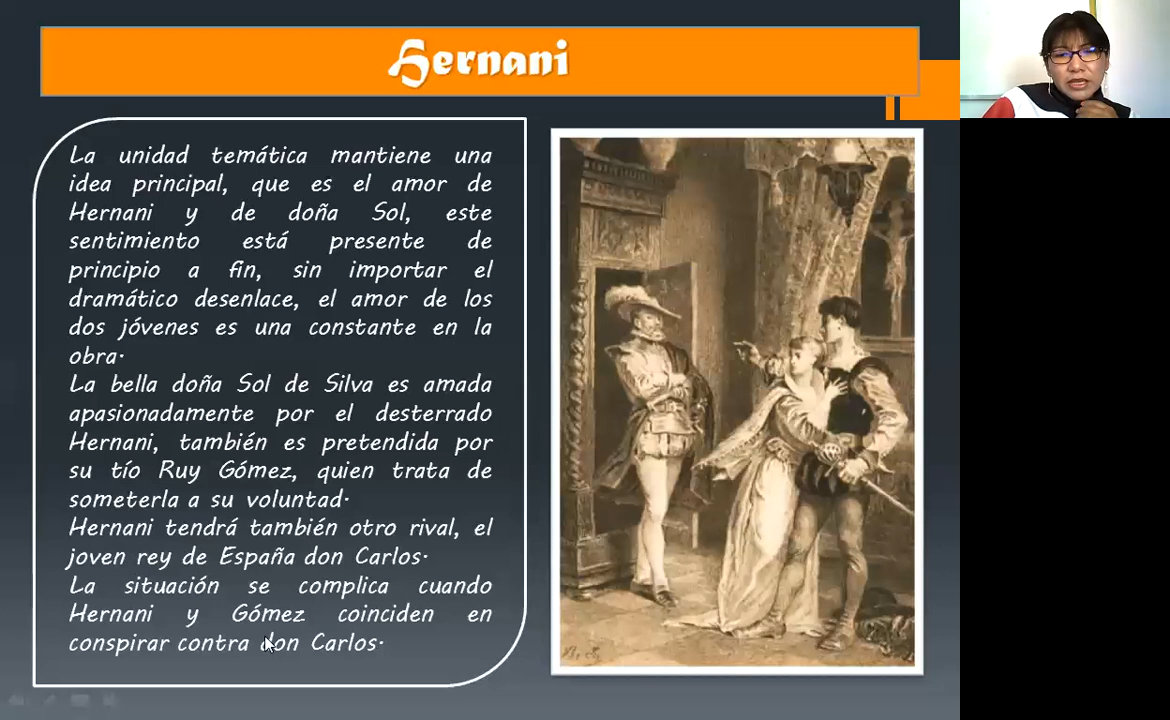 Hernani
La unidad temática mantiene una
idea principal, que es el amor de
Hernani y de doña Sol, este
sentimiento está presente de
principio a fin, sin importar el
dramático desenlace, el amor de los
dos jóvenes es una constante en la
obra.
La bella doña Sol de Silva es amada
apasionadamente por el desterrado
Hernani, también es pretendida por
su tío Ruy Gómez, quien trata de
someterla a su voluntad.
Hernani tendrá también otro rival, el
joven rey de España don Carlos.
La situación se complica cuando
Hernani y Gómez coinciden en
conspirar contra don Carlos.